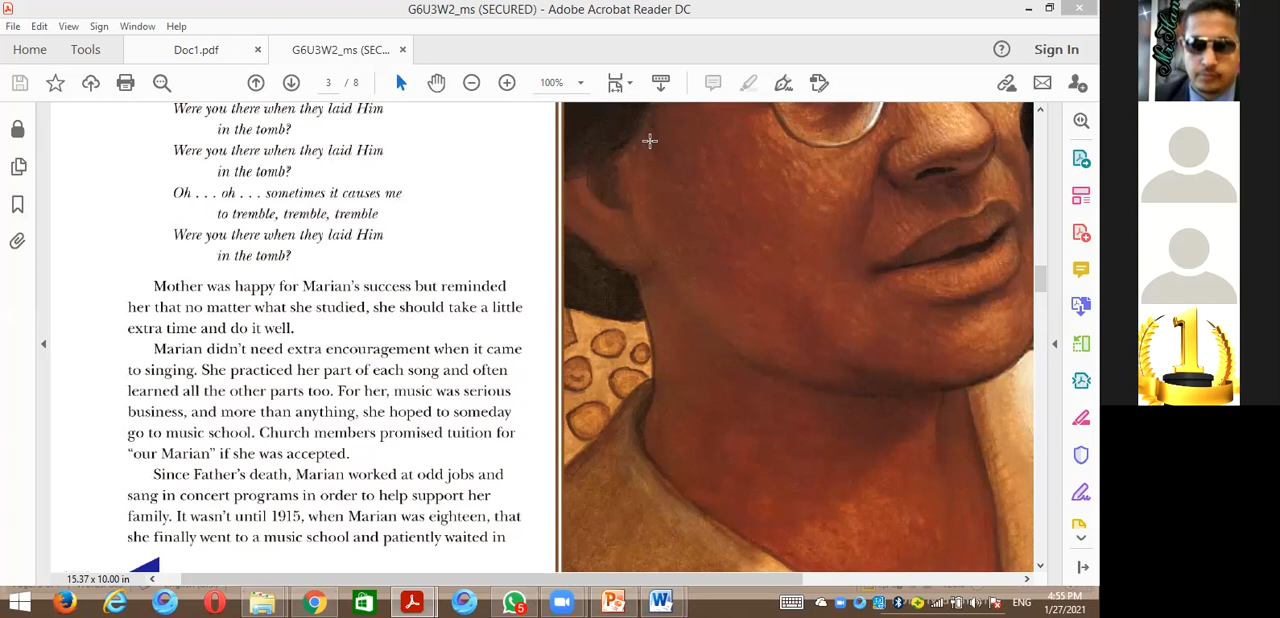 G6U3W2_ms (SECURED) - Adobe Acrobat Reader DC
File Edit View Sign Window Help
Home Tools Doc1.pdf × G6U3W2_ms (SEC... × Sign In
3 / 8 100%
Were you there when they laid Him
in the tomb?
Were you there when they laid Him
in the tomb?
Oh . . . oh . . . sometimes it causes me
to tremble, tremble, tremble
Were you there when they laid Him
in the tomb?
Mother was happy for Marian's success but reminded
her that no matter what she studied, she should take a little
extra time and do it well.
Marian didn't need extra encouragement when it came
to singing. She practiced her part of each song and often
learned all the other parts too. For her, music was serious
business, and more than anything, she hoped to someday
go to music school. Church members promised tuition for
"our Marian" if she was accepted.
Since Father's death, Marian worked at odd jobs and
sang in concert programs in order to help support her
family. It wasn't until 1915, when Marian was eighteen, that
she finally went to a music school and patiently waited in
15.37 x 10.00 in
5
ENG
4:55 PM
1/27/2021
1